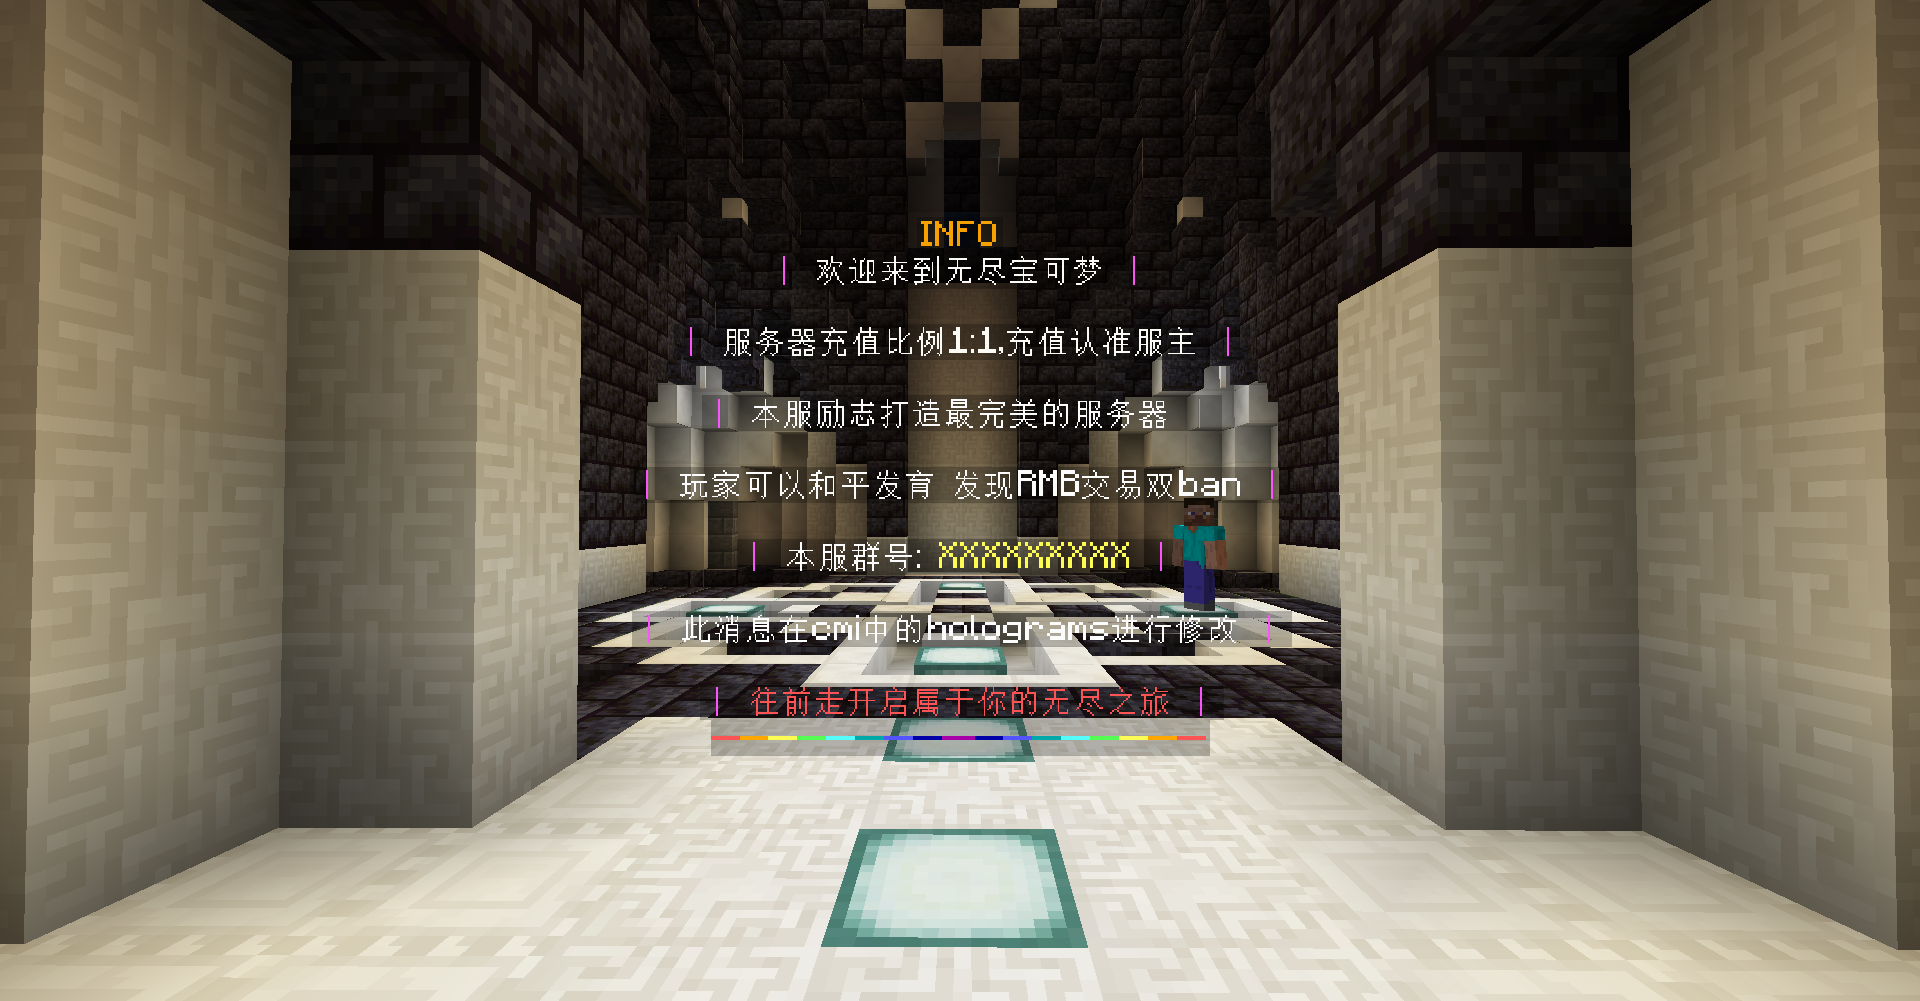 INFO
| 欢迎来到无尽宝可梦 |
| 服务器充值比例1:1,充值认准服主 |
| 本服励志打造最完美的服务器
| 玩家可以和平发育 发现RMB交易双ban |
| 本服群号: XXXXXXXXX |
| 此消息在cmi中的holograms进行修改 |
| 往前走开启属于你的无尽之旅 |